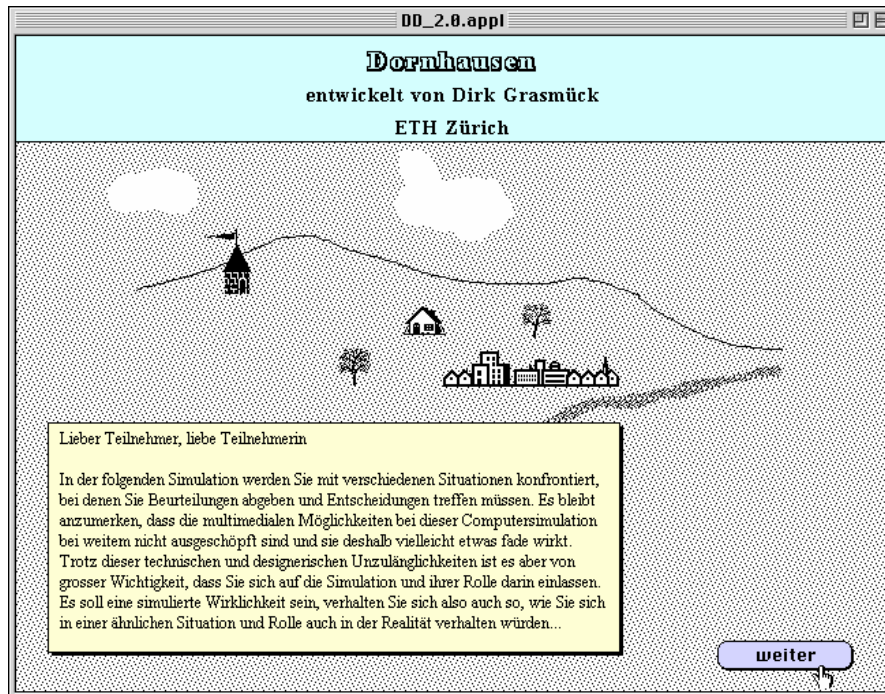 DD_2.0.appl
Dornhausen
entwickelt von Dirk Grasmück
ETH Zürich
Lieber Teilnehmer, liebe Teilnehmerin
In der folgenden Simulation werden Sie mit verschiedenen Situationen konfrontiert,
bei denen Sie Beurteilungen abgeben und Entscheidungen treffen müssen. Es bleibt
anzumerken, dass die multimedialen Möglichkeiten bei dieser Computersimulation
bei weitem nicht ausgeschöpft sind und sie deshalb vielleicht etwas fade wirkt.
Trotz dieser technischen und designerischen Unzulänglichkeiten ist es aber von
grosser Wichtigkeit, dass Sie sich auf die Simulation und ihrer Rolle darin einlassen.
Es soll eine simulierte Wirklichkeit sein, verhalten Sie sich also auch so, wie Sie sich
in einer ähnlichen Situation und Rolle auch in der Realität verhalten würden...
weiter